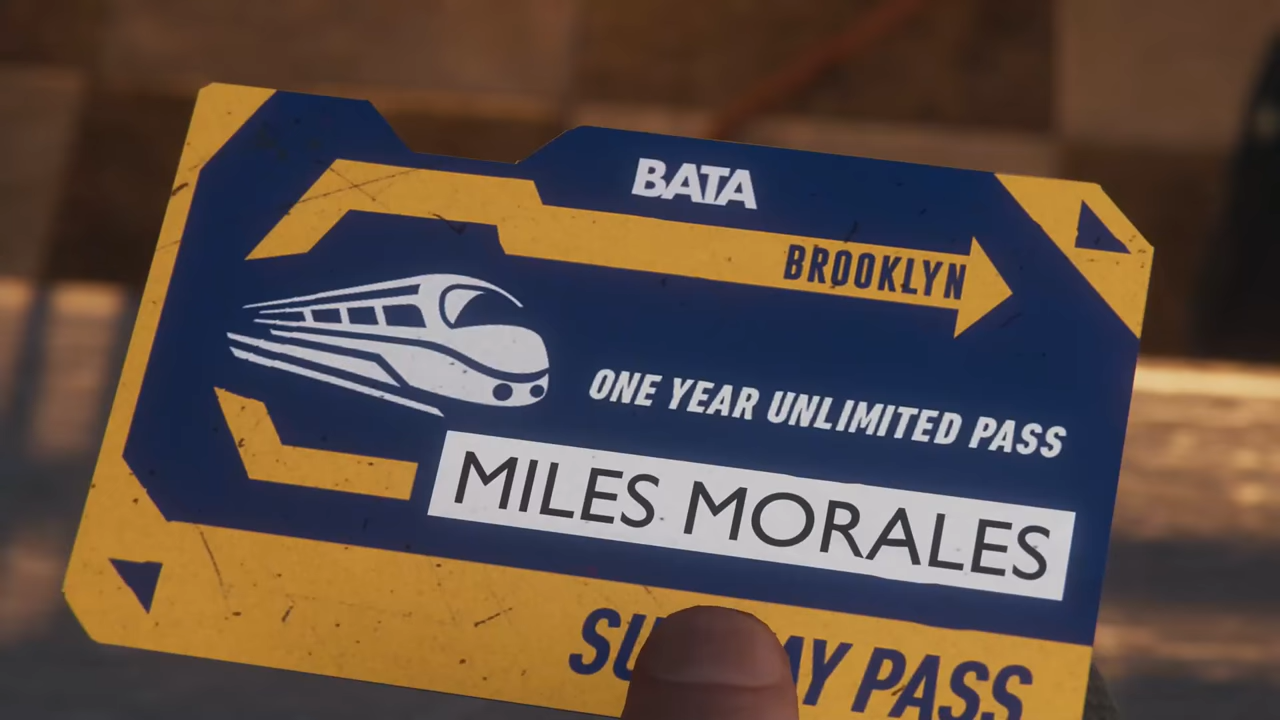 BATA
BROOKLYN
ONE YEAR UNLIMITED PASS
MILES MORALES
PASS